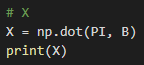 # X
X = np.dot(PI, B)
print(X)